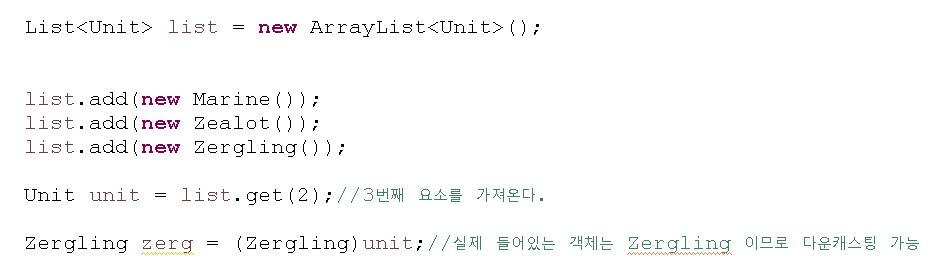 List<Unit> list = new ArrayList<Unit>();
list.add(new Marine());
list.add(new Zealot());
list.add(new Zergling());
Unit unit = list.get(2);//3번째 요소를 가져온다.
Zergling zerg = (Zergling)unit;//실제 들어있는 객체는 Zergling 이므로 다운캐스팅 가능